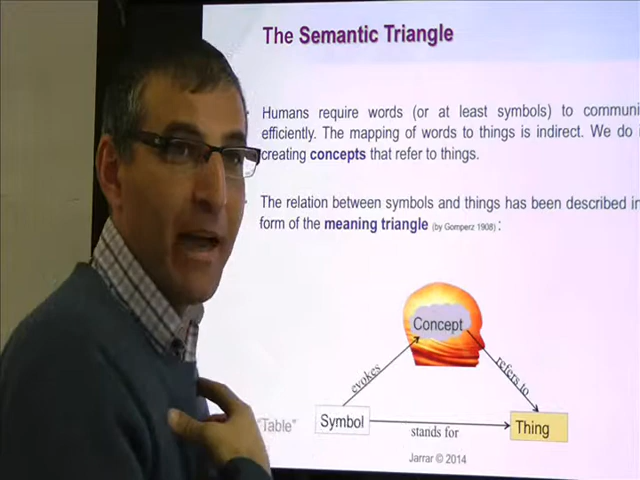 The Semantic Triangle
Humans require words (or at least symbols) to communi
efficiently. The mapping of words to things is indirect. We do i
creating concepts that refer to things.
The relation between symbols and things has been described in
form of the meaning triangle (by Gomperz 1908):
Concept
evokes
refers to
"Table"
Symbol
stands for
Thing
Jarrar © 2014